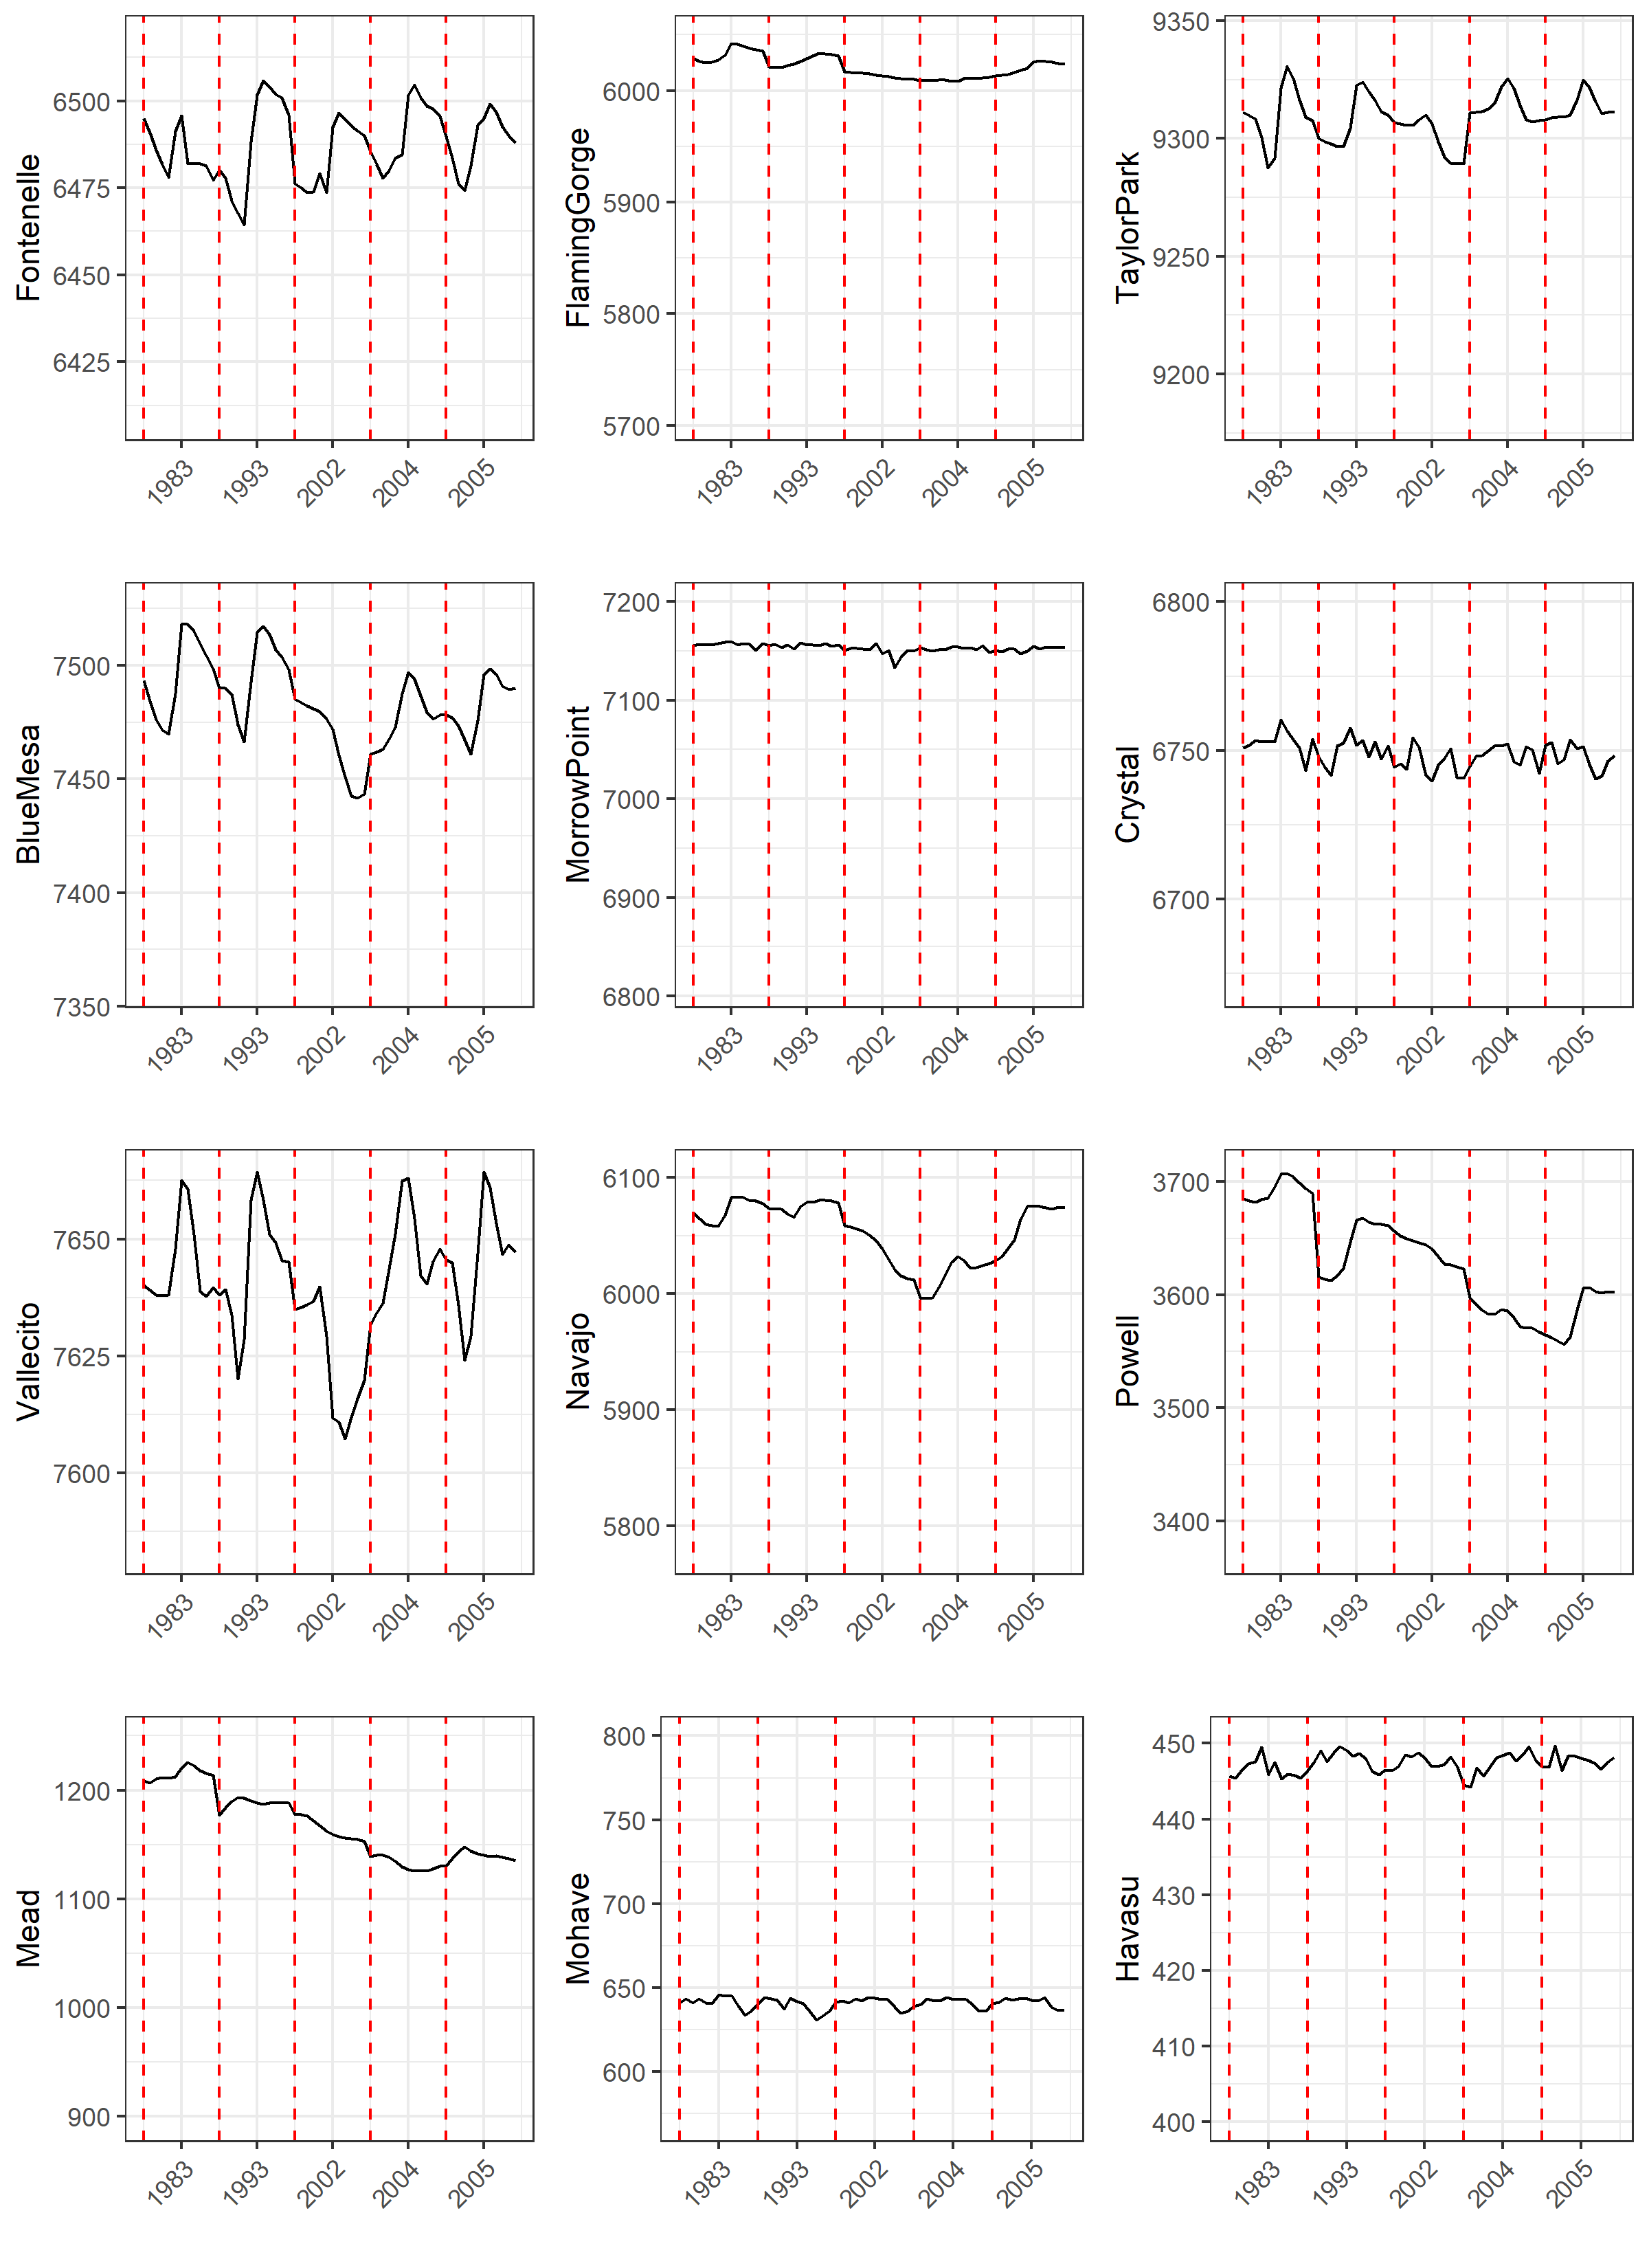 Fontenelle
6500
6475
6450
6425
1983 1993 2002 2004 2005
FlamingGorge
6000
5900
5800
5700
1983 1993 2002 2004 2005
TaylorPark
9350
9300
9250
9200
1983 1993 2002 2004 2005
BlueMesa
7500
7450
7400
7350
1983 1993 2002 2004 2005
MorrowPoint
7200
7100
7000
6900
6800
1983 1993 2002 2004 2005
Crystal
6800
6750
6700
1983 1993 2002 2004 2005
Vallecito
7650
7625
7600
1983 1993 2002 2004 2005
Navajo
6100
6000
5900
5800
1983 1993 2002 2004 2005
Powell
3700
3600
3500
3400
1983 1993 2002 2004 2005
Mead
1200
1100
1000
900
1983 1993 2002 2004 2005
Mohave
800
750
700
650
600
1983 1993 2002 2004 2005
Havasu
450
440
430
420
410
400
1983 1993 2002 2004 2005